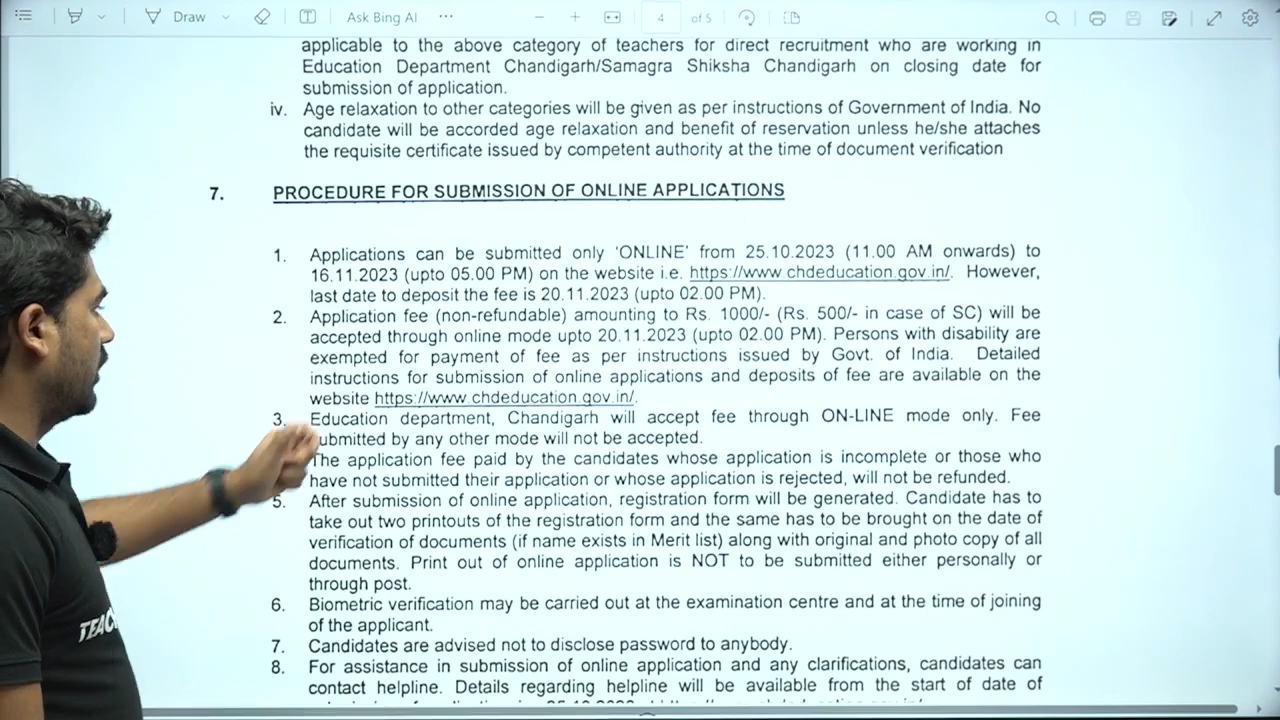 Draw
Ask Bing AI
4 of 5
applicable to the above category of teachers for direct recruitment who are working in
Education Department Chandigarh/Samagra Shiksha Chandigarh on closing date for
submission of application.
iv. Age relaxation to other categories will be given as per instructions of Government of India. No
candidate will be accorded age relaxation and benefit of reservation unless he/she attaches
the requisite certificate issued by competent authority at the time of document verification
7. PROCEDURE FOR SUBMISSION OF ONLINE APPLICATIONS
1. Applications can be submitted only 'ONLINE' from 25.10.2023 (11.00 AM onwards) to
16.11.2023 (upto 05.00 PM) on the website i.e. https://www.chdeducation.gov.in/. However,
last date to deposit the fee is 20.11.2023 (upto 02.00 PM).
2. Application fee (non-refundable) amounting to Rs. 1000/- (Rs. 500/- in case of SC) will be
accepted through online mode upto 20.11.2023 (upto 02.00 PM). Persons with disability are
exempted for payment of fee as per instructions issued by Govt. of India. Detailed
instructions for submission of online applications and deposits of fee are available on the
website https://www.chdeducation.gov.in/.
3. Education department, Chandigarh will accept fee through ON-LINE mode only. Fee
submitted by any other mode will not be accepted.
The application fee paid by the candidates whose application is incomplete or those who
have not submitted their application or whose application is rejected, will not be refunded.
5. After submission of online application, registration form will be generated. Candidate has to
take out two printouts of the registration form and the same has to be brought on the date of
verification of documents (if name exists in Merit list) along with original and photo copy of all
documents. Print out of online application is NOT to be submitted either personally or
through post.
6. Biometric verification may be carried out at the examination centre and at the time of joining
of the applicant.
7. Candidates are advised not to disclose password to anybody.
8. For assistance in submission of online application and any clarifications, candidates can
contact helpline. Details regarding helpline will be available from the start of date of